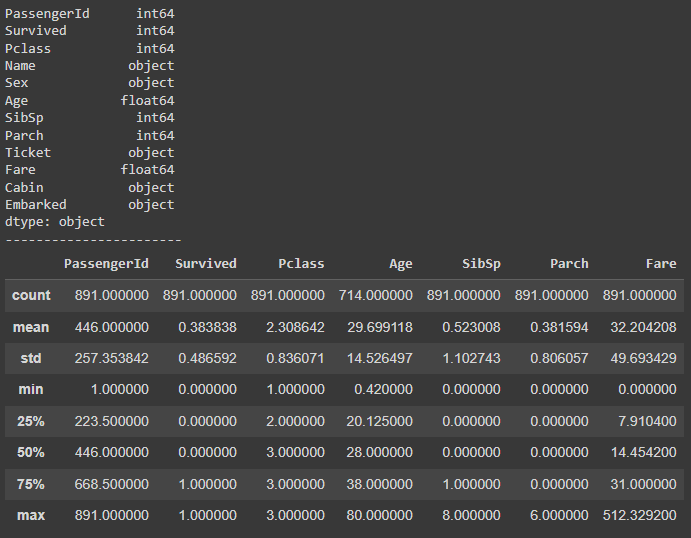 PassengerId int64
Survived int64
Pclass int64
Name object
Sex object
Age float64
SibSp int64
Parch int64
Ticket object
Fare float64
Cabin object
Embarked object
dtype: object
-----------------------
PassengerId Survived Pclass Age SibSp Parch Fare
count 891.000000 891.000000 891.000000 714.000000 891.000000 891.000000 891.000000
mean 446.000000 0.383838 2.308642 29.699118 0.523008 0.381594 32.204208
std 257.353842 0.486592 0.836071 14.526497 1.102743 0.806057 49.693429
min 1.000000 0.000000 1.000000 0.420000 0.000000 0.000000 0.000000
25% 223.500000 0.000000 2.000000 20.125000 0.000000 0.000000 7.910400
50% 446.000000 0.000000 3.000000 28.000000 0.000000 0.000000 14.454200
75% 668.500000 1.000000 3.000000 38.000000 1.000000 0.000000 31.000000
max 891.000000 1.000000 3.000000 80.000000 8.000000 6.000000 512.329200